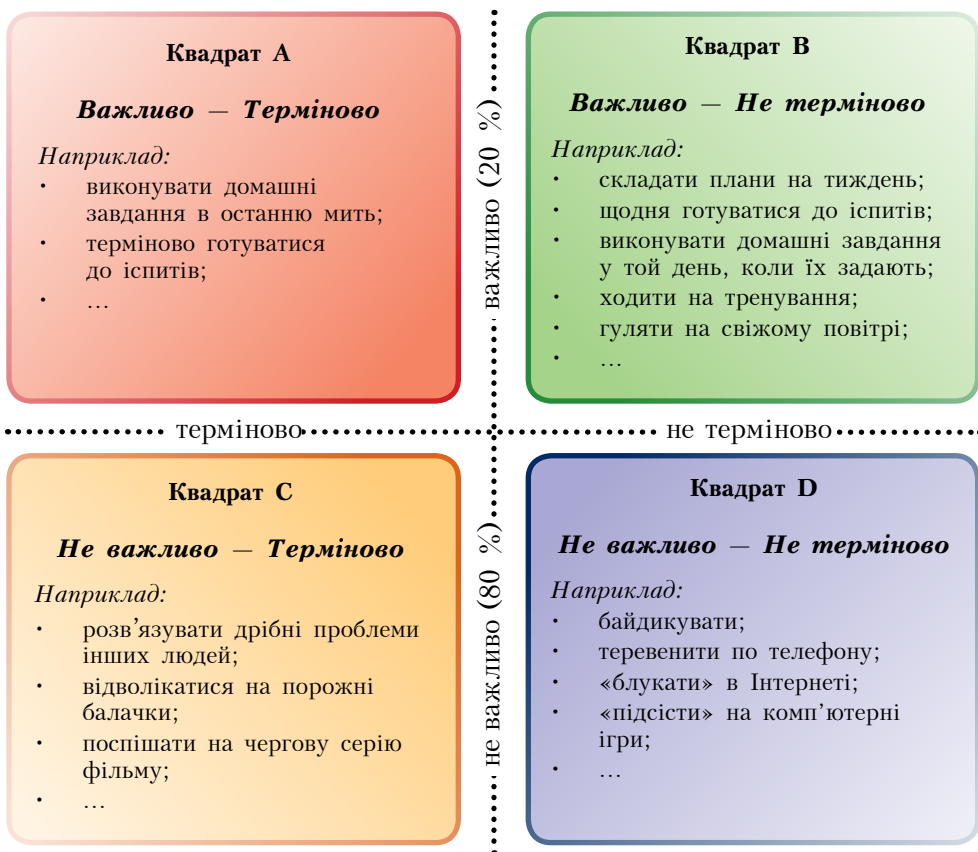 Квадрат А
Важливо — Терміново
Наприклад:
· виконувати домашні
завдання в останню мить;
· терміново готуватися
до іспитів;
· ...
важливо (20 %)
Квадрат В
Важливо — Не терміново
Наприклад:
· складати плани на тиждень;
· щодня готуватися до іспитів;
· виконувати домашні завдання
у той день, коли їх задають;
· ходити на тренування;
· гуляти на свіжому повітрі;
· ...
терміново
не терміново
Квадрат С
Не важливо — Терміново
Наприклад:
· розв’язувати дрібні проблеми
інших людей;
· відволікатися на порожні
балачки;
· поспішати на чергову серію
фільму;
· ...
не важливо (80 %)
Квадрат D
Не важливо — Не терміново
Наприклад:
· байдикувати;
· теревенити по телефону;
· «блукати» в Інтернеті;
· «підсісти» на комп’ютерні
ігри;
· ...